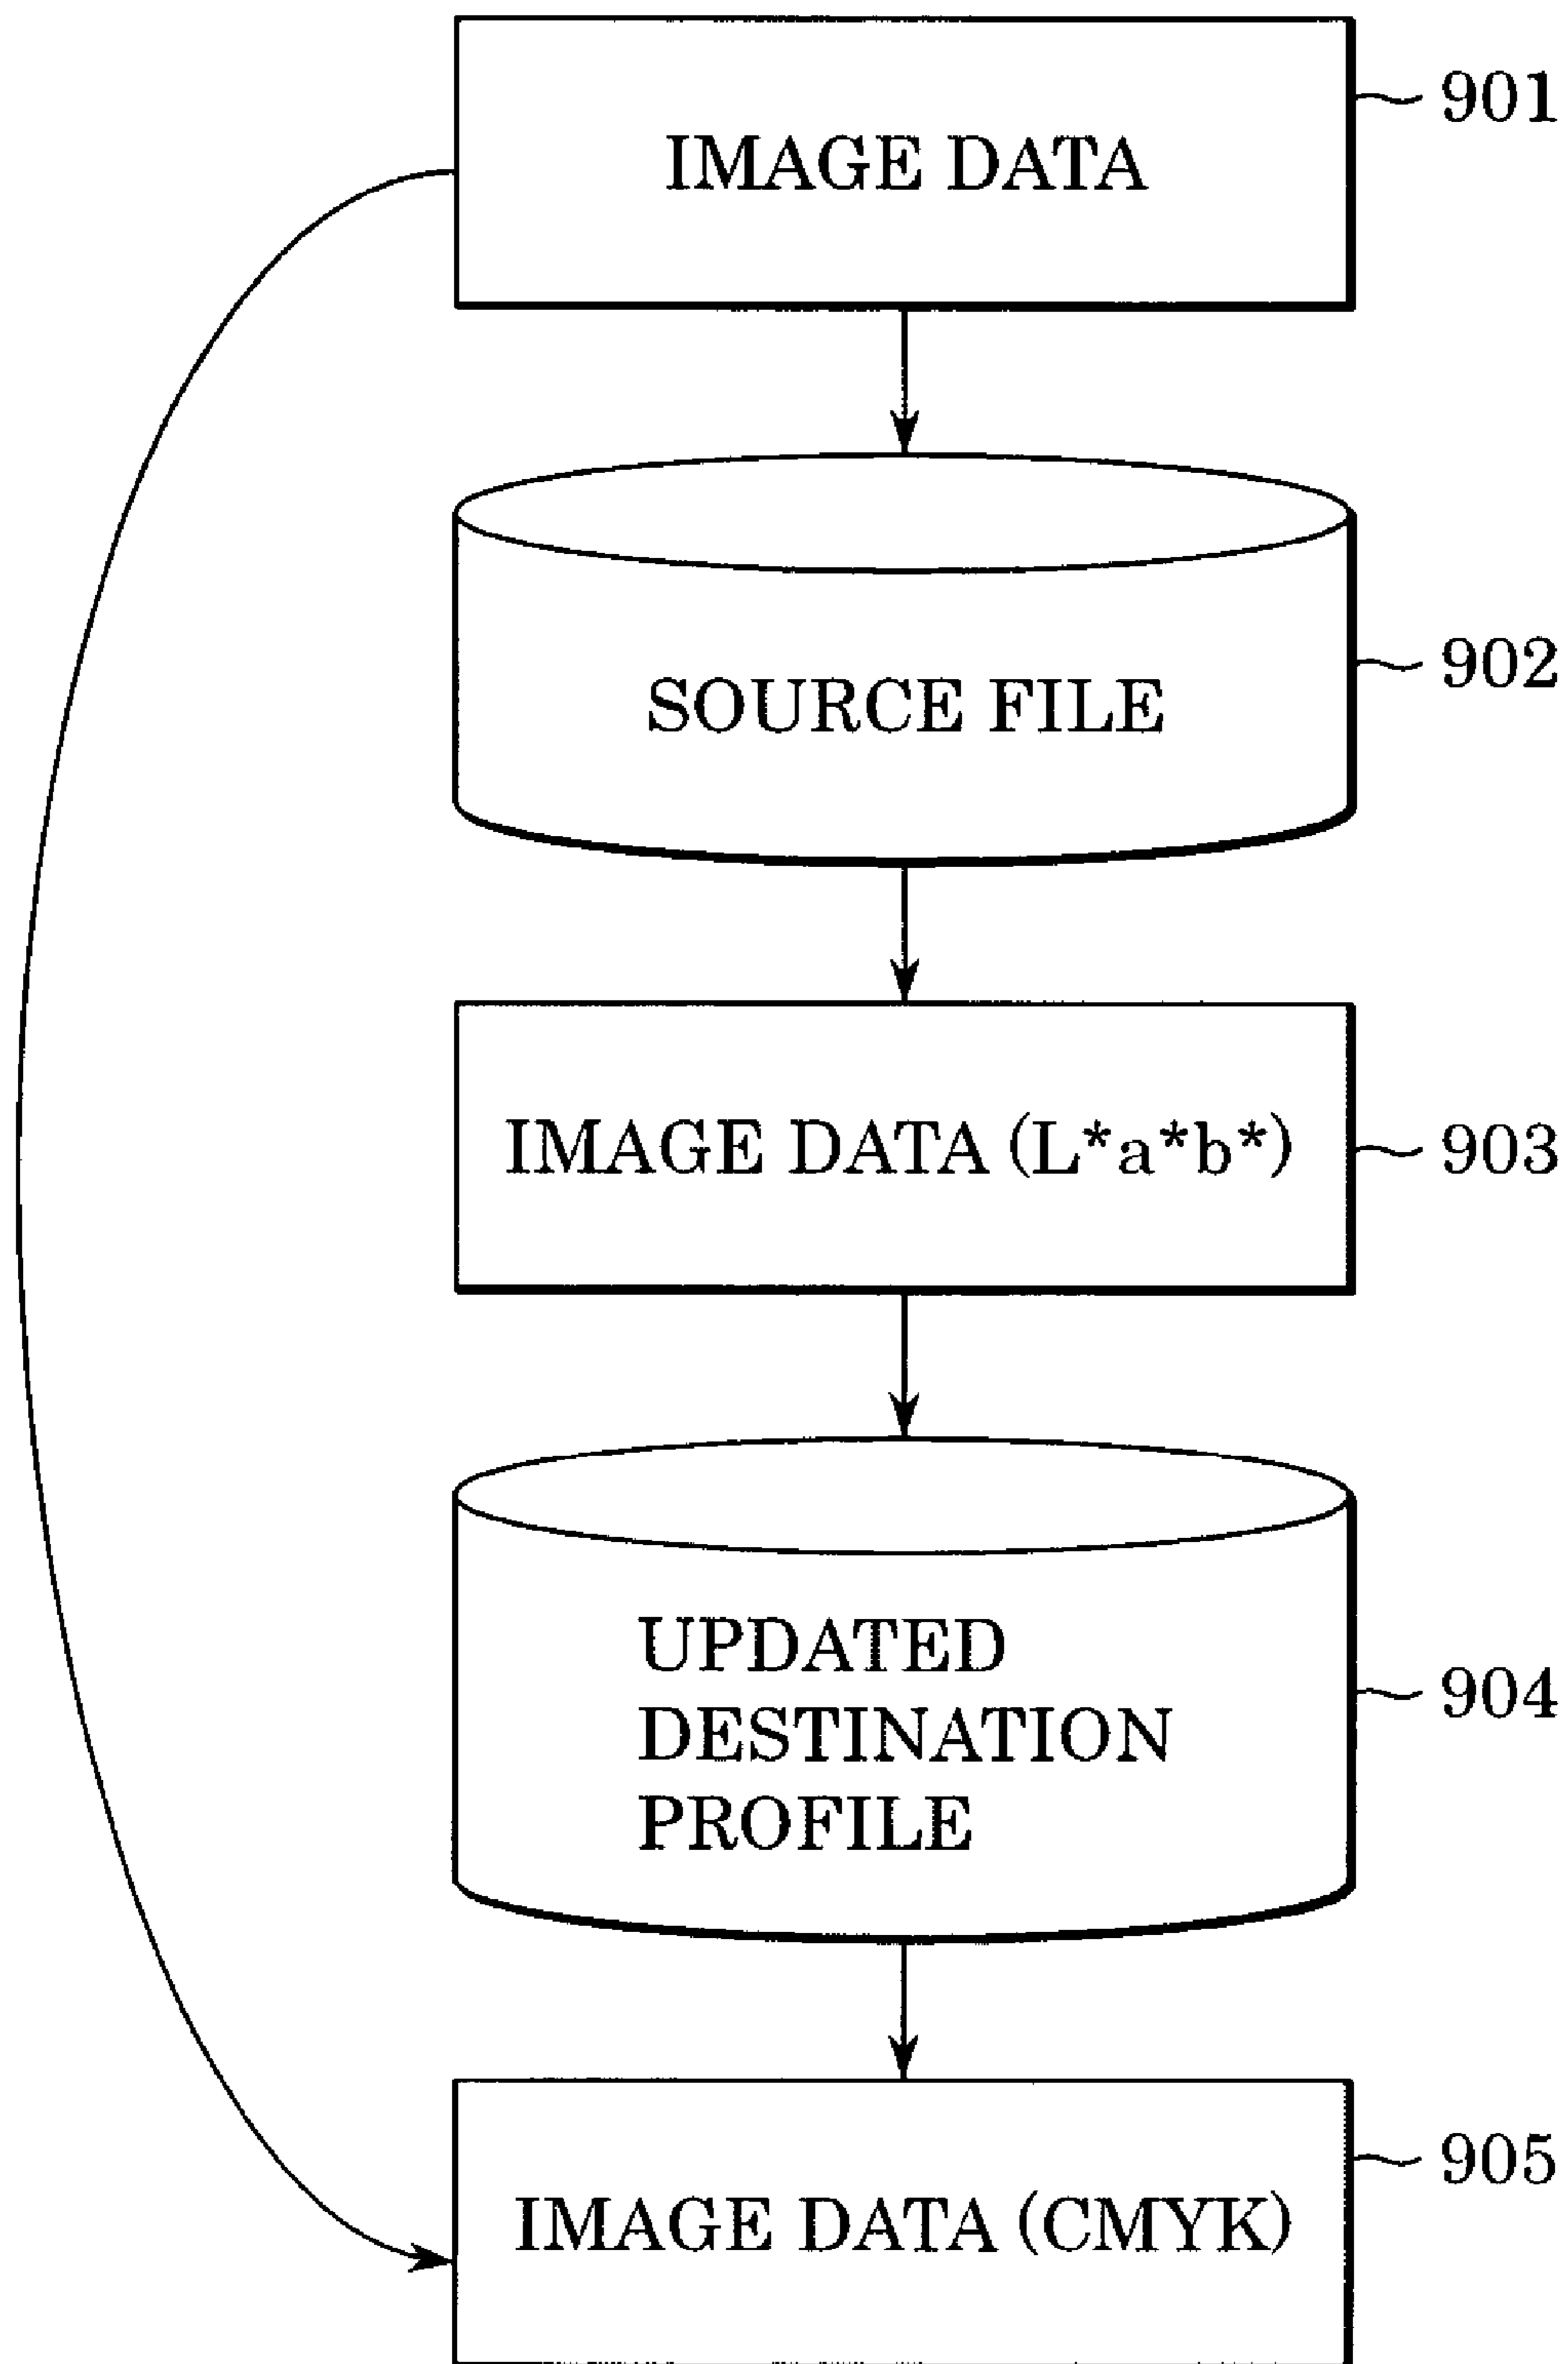 901
IMAGE DATA
902
SOURCE FILE
IMAGE DATA (L*a*b*)
903
UPDATED
DESTINATION
PROFILE
904
905
IMAGE DATA (CMYK)